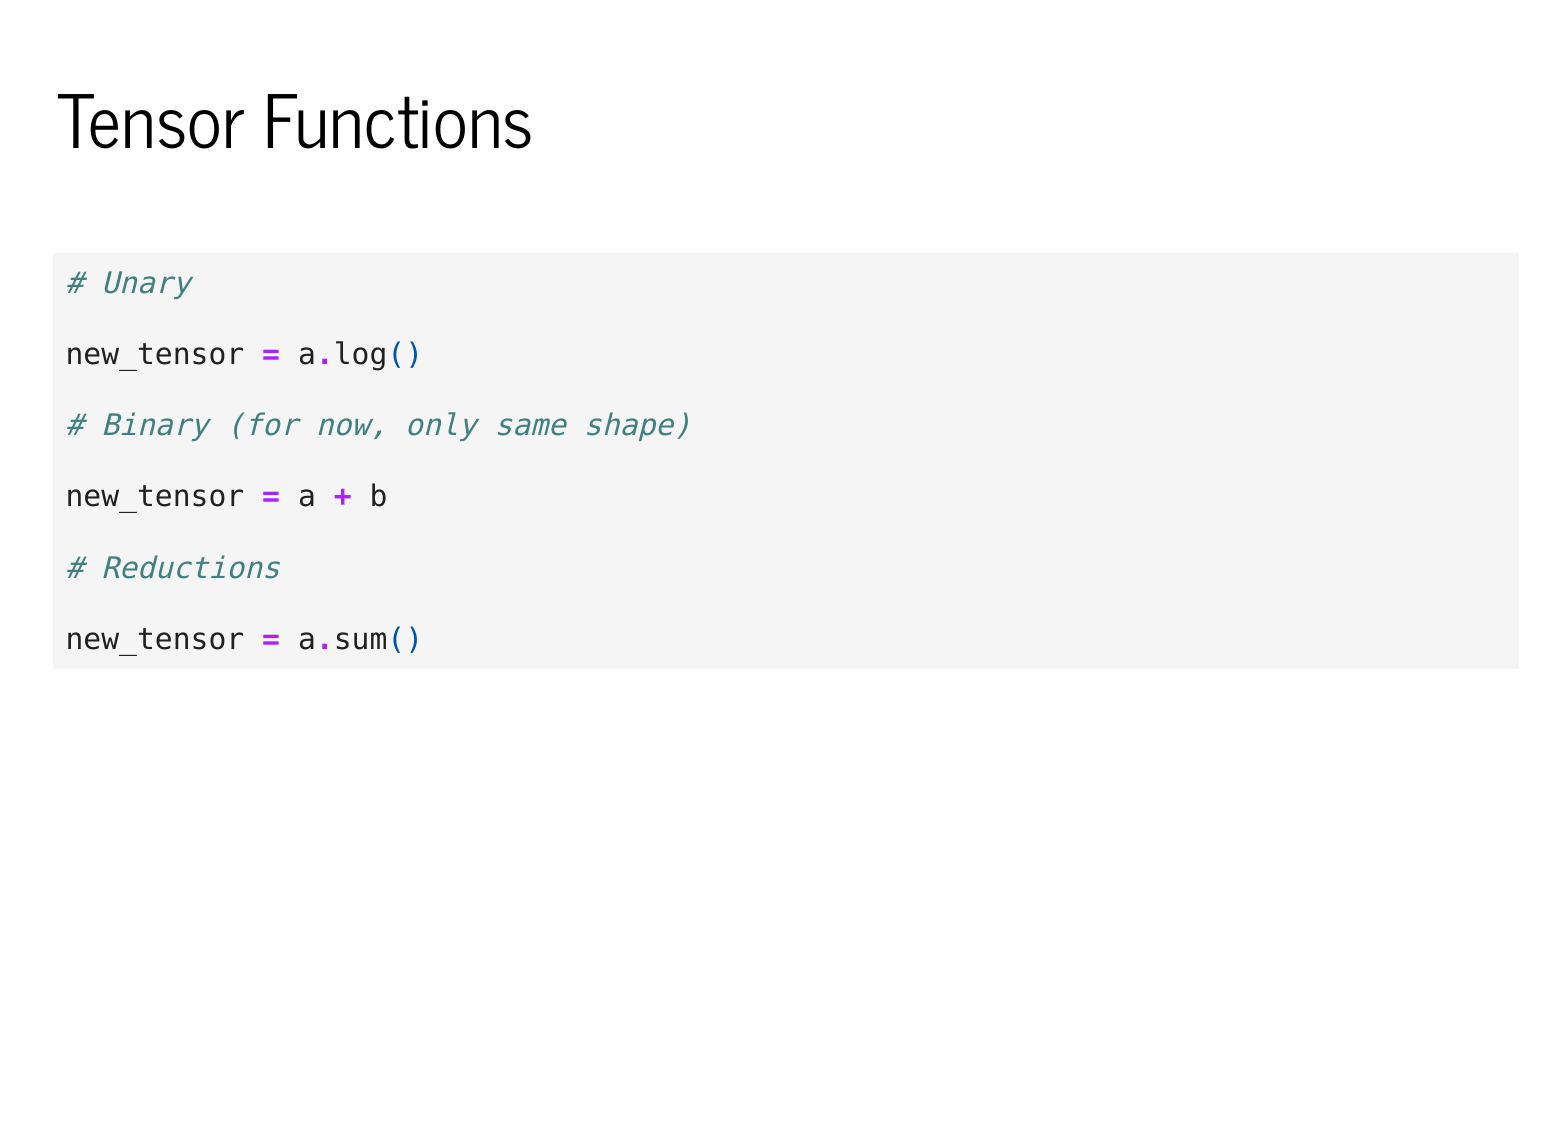 Tensor Functions
# Unary
new_tensor = a.log()
# Binary (for now, only same shape)
new_tensor = a + b
# Reductions
new_tensor = a.sum()